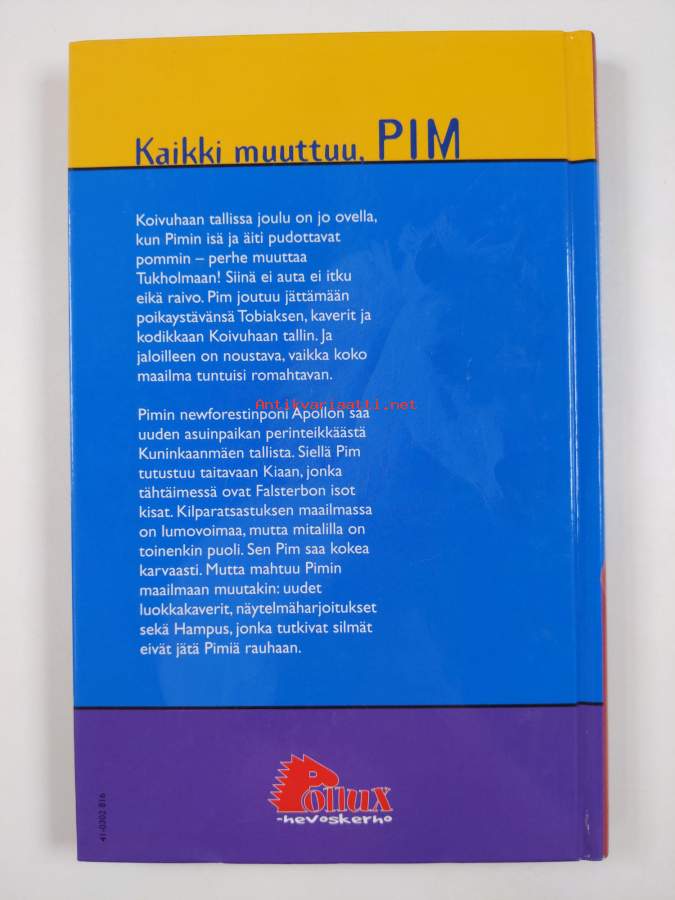 Kaikki muuttuu, PIM
Koivuhaan tallissa joulu on jo ovella,
kun Pimin isä ja äiti pudottavat
pommin – perhe muuttaa
Tukholmaan! Siinä ei auta ei itku
eikä raivo. Pim joutuu jättämään
poikaystävänsä Tobiaksen, kaverit ja
kodikkaan Koivuhaan tallin. Ja
jaloilleen on noustava, vaikka koko
maailma tuntuisi romahtavan.
Antikvariaatti.net
Pimin newforestinponi Apollon saa
uuden asuinpaikan perinteikkäästä
Kuninkaanmäen tallista. Siellä Pim
tutustuu taitavaan Kiaan, jonka
tähtäimessä ovat Falsterbon isot
kisat. Kilparatsastuksen maailmassa
on lumovoimaa, mutta mitalilla on
toinenkin puoli. Sen Pim saa kokea
karvaasti. Mutta mahtuu Pimin
maailmaan muutakin: uudet
luokkakaverit, näytelmäharjoitukset
sekä Hampus, jonka tutkivat silmät
eivät jätä Pimiä rauhaan.
Pollux
-hevoskerho
41-0302 816